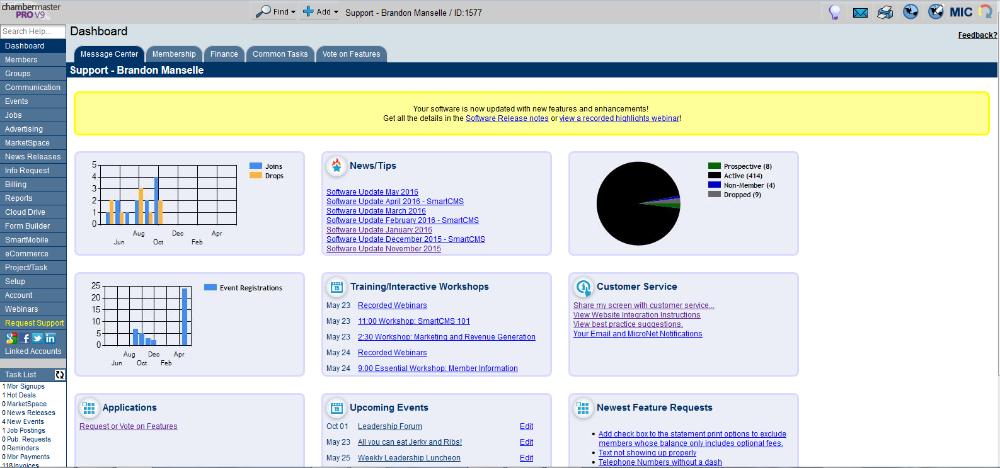 chambermaster
PRO V9
Find
Add
Support - Brandon Manselle / ID:1577
MIC
Search Help...
Dashboard
Feedback?
Dashboard
Members
Groups
Communication
Events
Jobs
Advertising
MarketSpace
News Releases
Info Request
Billing
Reports
Cloud Drive
Form Builder
SmartMobile
eCommerce
Project/Task
Setup
Account
Webinars
Request Support
Linked Accounts
Task List
1 Mbr Signups
1 Hot Deals
0 MarketSpace
0 News Releases
4 New Events
1 Job Postings
0 Pub. Requests
0 Reminders
0 Mbr Payments
118 Invoices
Message Center
Membership
Finance
Common Tasks
Vote on Features
Support - Brandon Manselle
Your software is now updated with new features and enhancements!
Get all the details in the Software Release notes or view a recorded highlights webinar!
5
4
3
2
1
0
Aug Dec Apr
Jun Oct Feb
Joins
Drops
News/Tips
Software Update May 2016
Software Update April 2016 - SmartCMS
Software Update March 2016
Software Update February 2016 - SmartCMS
Software Update January 2016
Software Update December 2015 - SmartCMS
Software Update November 2015
Prospective (8)
Active (414)
Non-Member (4)
Dropped (9)
25
20
15
10
5
0
Aug Dec Apr
Jun Oct Feb
Event Registrations
15
Training/Interactive Workshops
May 23 Recorded Webinars
May 23 11:00 Workshop: SmartCMS 101
May 23 2:30 Workshop: Marketing and Revenue Generation
May 24 Recorded Webinars
May 24 9:00 Essential Workshop: Member Information
Customer Service
Share my screen with customer service...
View Website Integration Instructions
View best practice suggestions.
Your Email and MicroNet Notifications
Applications
Request or Vote on Features
15
Upcoming Events
Oct 01 Leadership Forum Edit
May 23 All you can eat Jerky and Ribs! Edit
May 25 Weekly Leadership Luncheon Edit
Newest Feature Requests
• Add check box to the statement print options to exclude
members whose balance only includes optional fees.
• Text not showing up properly
• Telephone Numbers without a dash